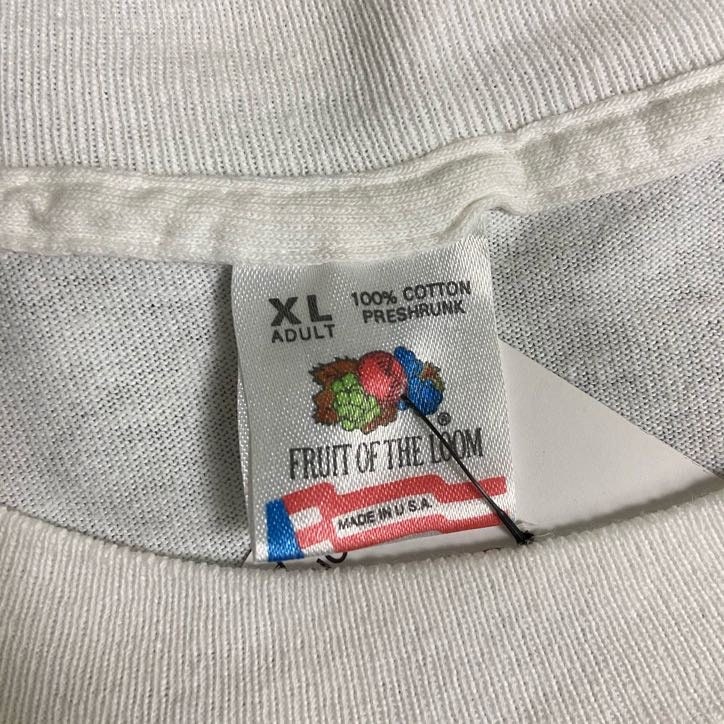 XL
ADULT
100% COTTON
PRESHRUNK
®
FRUIT OF THE LOOM
MADE IN U.S.A.